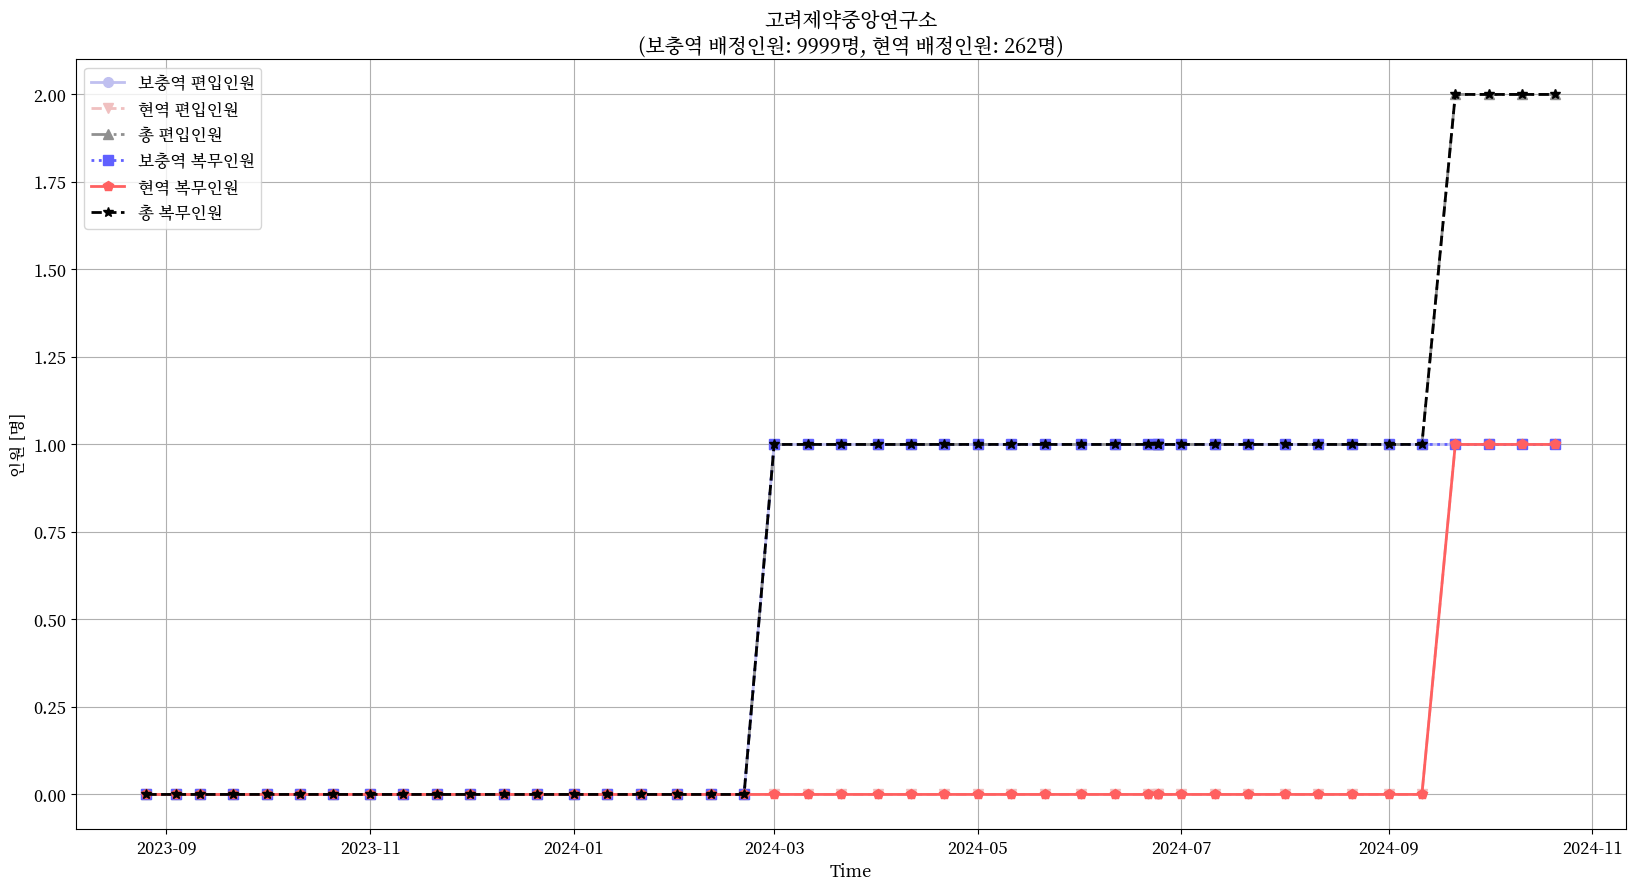 고려제약중앙연구소
(보충역 배정인원: 9999명, 현역 배정인원: 262명)
보충역 편입인원
현역 편입인원
총 편입인원
보충역 복무인원
현역 복무인원
총 복무인원
인원 [명]
2.00
1.75
1.50
1.25
1.00
0.75
0.50
0.25
0.00
2023-09
2023-11
2024-01
2024-03
2024-05
2024-07
2024-09
2024-11
Time